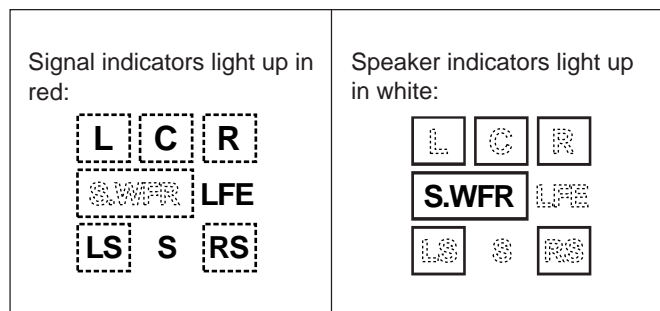 Signal indicators light up in
red:
L C R
S.WFR LFE
LS S RS
Speaker indicators light up
in white:
L C R
S.WFR LFE
LS S RS